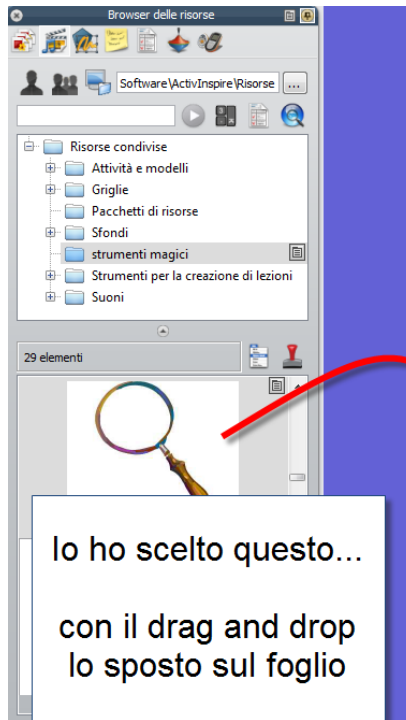 Browser delle risorse
Software\ActivInspire\Risorse ...
Risorse condivise
Attività e modelli
Griglie
Pacchetti di risorse
Sfondi
strumenti magici
Strumenti per la creazione di lezioni
Suoni
29 elementi
Io ho scelto questo...
con il drag and drop
lo sposto sul foglio